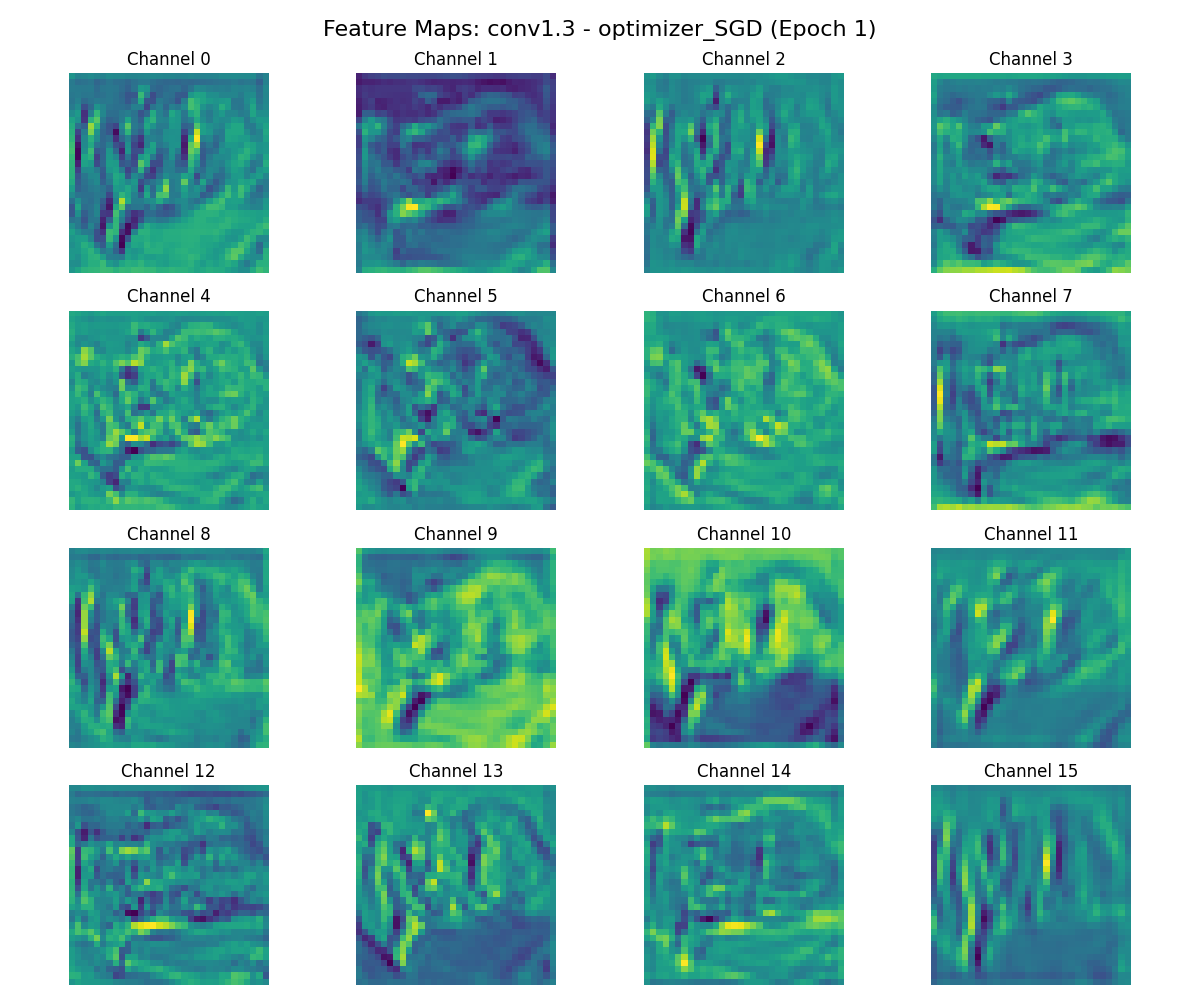 Feature Maps: conv1.3 - optimizer_SGD (Epoch 1)
Channel 0 Channel 1 Channel 2 Channel 3
Channel 4 Channel 5 Channel 6 Channel 7
Channel 8 Channel 9 Channel 10 Channel 11
Channel 12 Channel 13 Channel 14 Channel 15